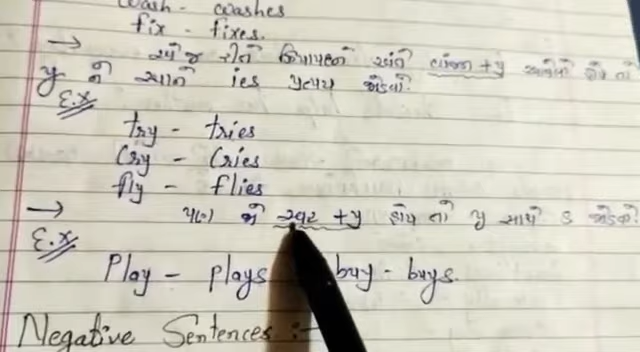 wash - washes
fix - fixes.
→ એ જ રીતે ક્રિયાપદને અંતે વ્યંજન + y આવેલો હોય તો
y ને સ્થાને ies પ્રત્યય જોડવો.
E.x
try - tries
Cry - Cries
fly - flies
→ પણ જો સ્વર + y હોય તો y સાથે s જોડવો.
E.x
Play - plays buy - buys.
Negative Sentences :-